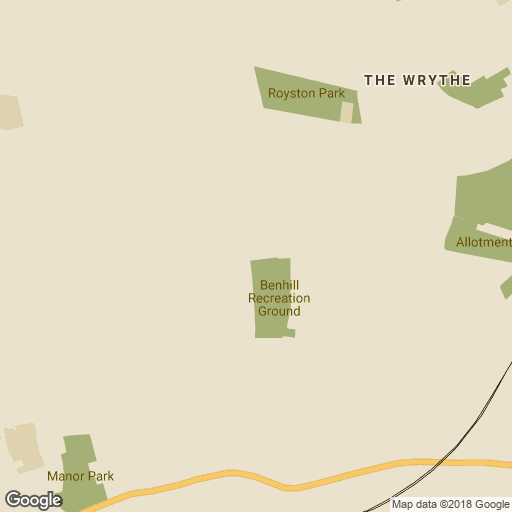 THE WRYTHE
Royston Park
Allotment
Benhill
Recreation
Ground
Manor Park
Google
Map data ©2018 Google